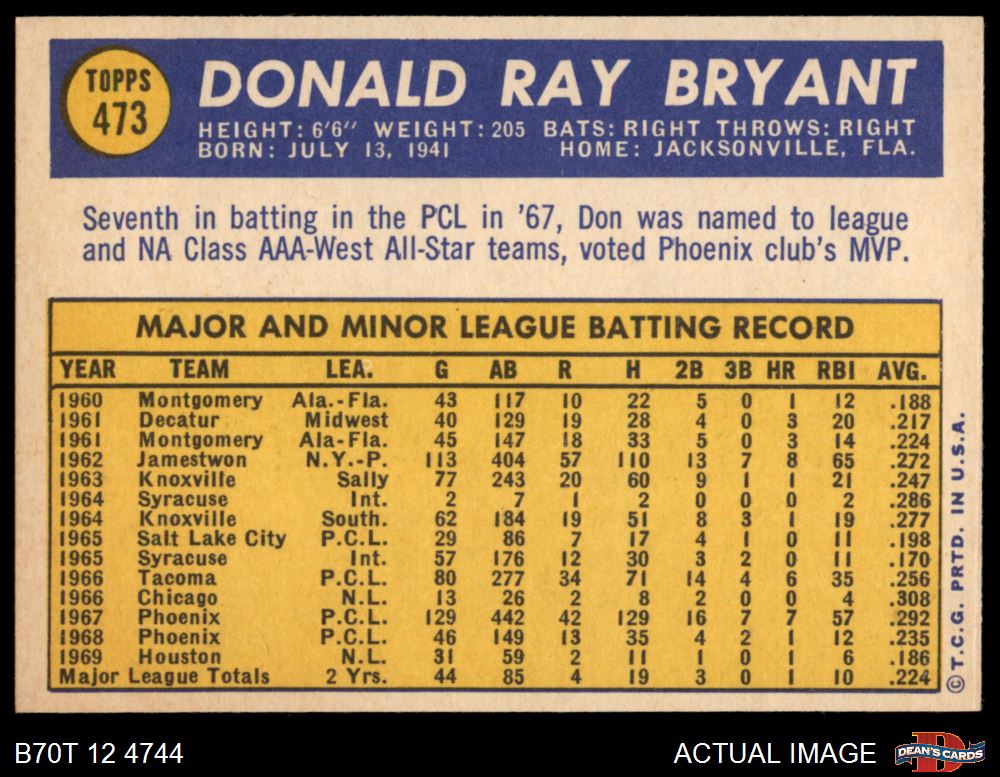 TOPPS
473
DONALD RAY BRYANT
HEIGHT: 6'6" WEIGHT: 205 BATS: RIGHT THROWS: RIGHT
BORN: JULY 13, 1941 HOME: JACKSONVILLE, FLA.
Seventh in batting in the PCL in '67, Don was named to league
and NA Class AAA-West All-Star teams, voted Phoenix club's MVP.
MAJOR AND MINOR LEAGUE BATTING RECORD
YEAR TEAM LEA. G AB R H 2B 3B HR RBI AVG.
1960 Montgomery Ala.-Fla. 43 117 10 22 5 0 1 12 .188
1961 Decatur Midwest 40 129 19 28 4 0 3 20 .217
1961 Montgomery Ala-Fla. 45 147 18 33 5 0 3 14 .224
1962 Jamestwon N.Y.-P. 113 404 57 110 13 7 8 65 .272
1963 Knoxville Sally 77 243 20 60 9 1 1 21 .247
1964 Syracuse Int. 2 7 1 2 0 0 0 2 .286
1964 Knoxville South. 62 184 19 51 8 3 1 19 .277
1965 Salt Lake City P.C.L. 29 86 7 17 4 1 0 11 .198
1965 Syracuse Int. 57 176 12 30 3 2 0 11 .170
1966 Tacoma P.C.L. 80 277 34 71 14 4 6 35 .256
1966 Chicago N.L. 13 26 2 8 2 0 0 4 .308
1967 Phoenix P.C.L. 129 442 42 129 16 7 7 57 .292
1968 Phoenix P.C.L. 46 149 13 35 4 2 1 12 .235
1969 Houston N.L. 31 59 2 11 1 0 1 6 .186
Major League Totals 2 Yrs. 44 85 4 19 3 0 1 10 .224
© T.C.G. PRTD. IN U.S.A.
B70T 12 4744 ACTUAL IMAGE
DEAN'S CARDS